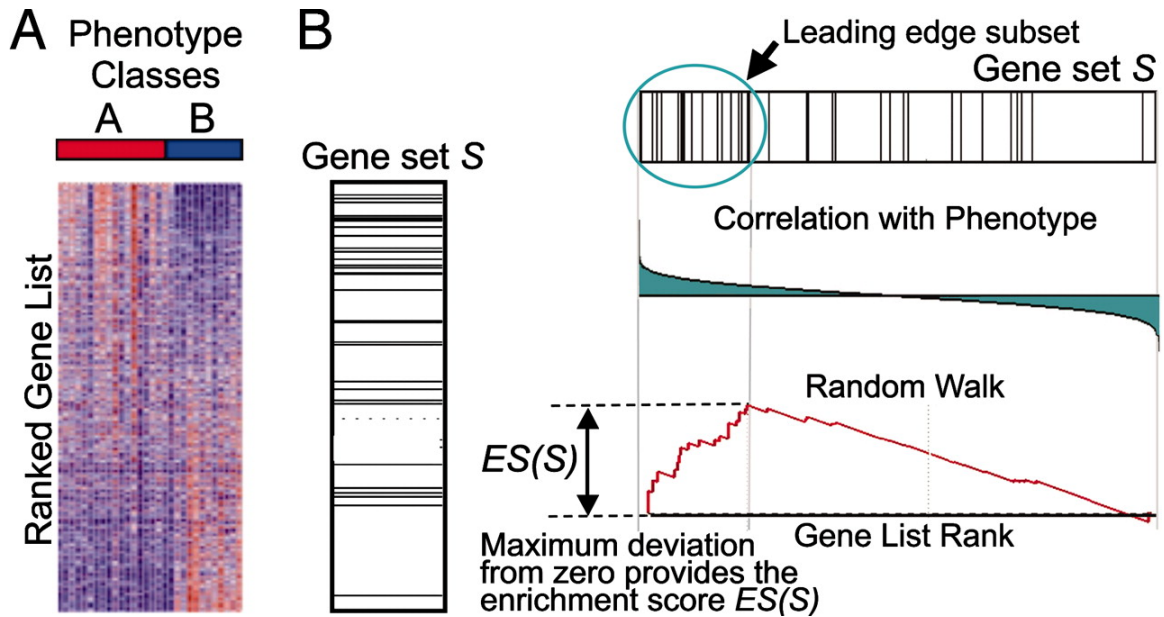 A
Phenotype
Classes
A B
Ranked Gene List
B
Gene set S
Leading edge subset
Gene set S
Correlation with Phenotype
Random Walk
ES(S)
Gene List Rank
Maximum deviation
from zero provides the
enrichment score ES(S)